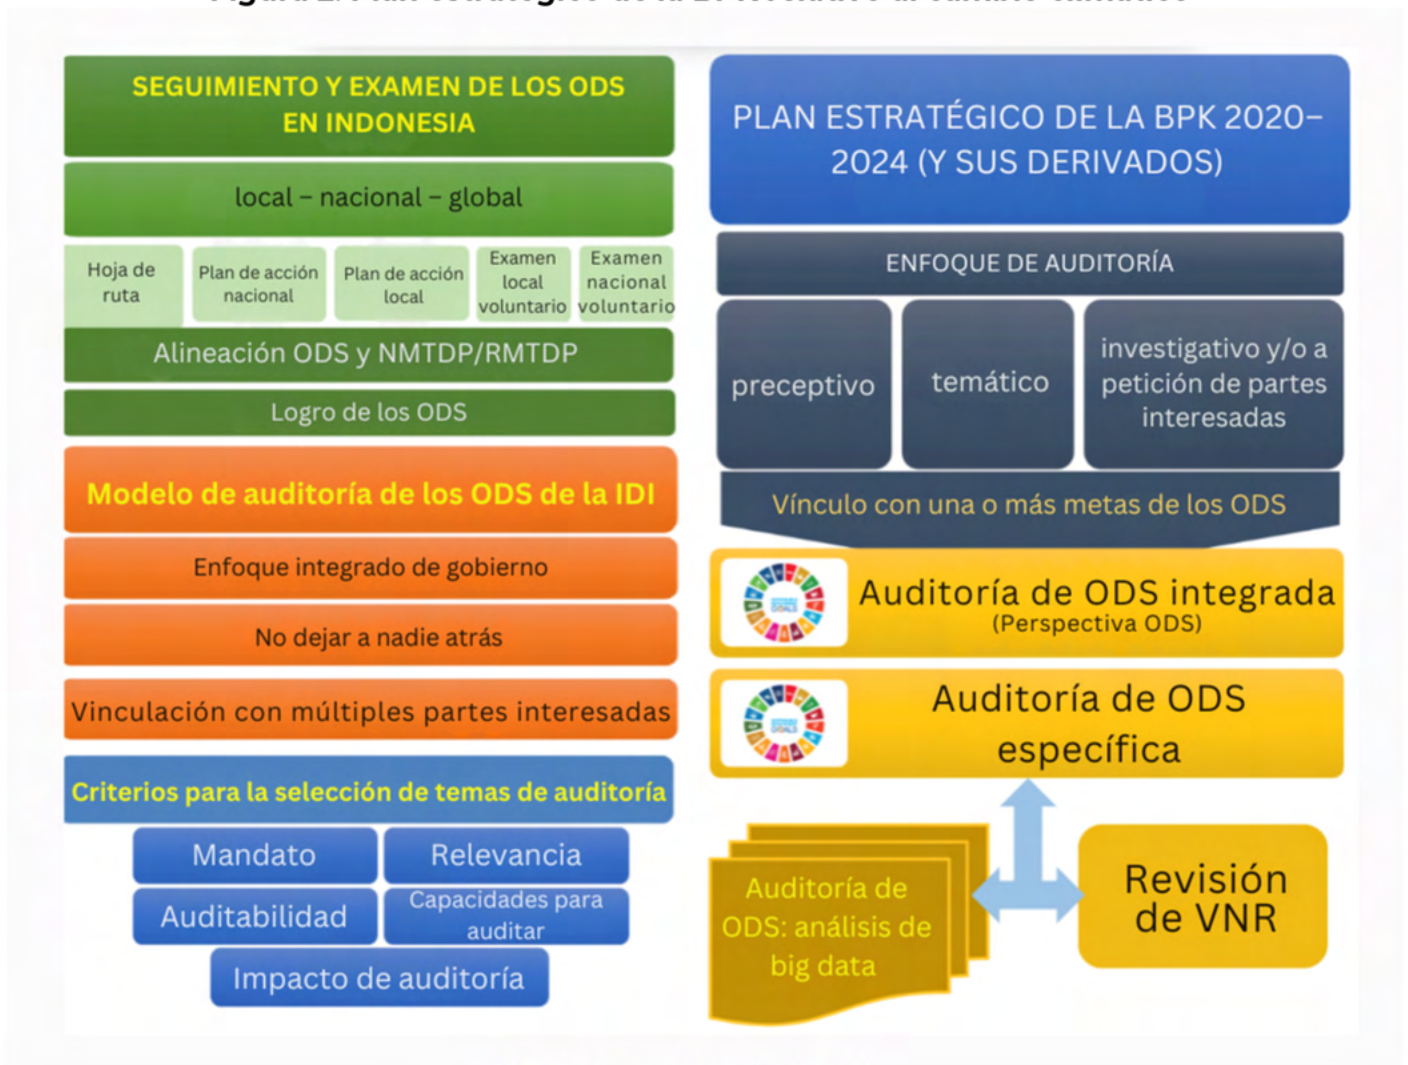 SEGUIMIENTO Y EXAMEN DE LOS ODS
EN INDONESIA
local – nacional – global
Hoja de
ruta
Plan de acción
nacional
Plan de acción
local
Examen
local
voluntario
Examen
nacional
voluntario
Alineación ODS y NMTDP/RMTDP
Logro de los ODS
Modelo de auditoría de los ODS de la IDI
Enfoque integrado de gobierno
No dejar a nadie atrás
Vinculación con múltiples partes interesadas
Criterios para la selección de temas de auditoría
Mandato
Relevancia
Auditabilidad
Capacidades para
auditar
Impacto de auditoría
PLAN ESTRATÉGICO DE LA BPK 2020–
2024 (Y SUS DERIVADOS)
ENFOQUE DE AUDITORÍA
preceptivo
temático
investigativo y/o a
petición de partes
interesadas
Vínculo con una o más metas de los ODS
Auditoría de ODS integrada
(Perspectiva ODS)
Auditoría de ODS
específica
Auditoría de
ODS: análisis de
big data
Revisión
de VNR